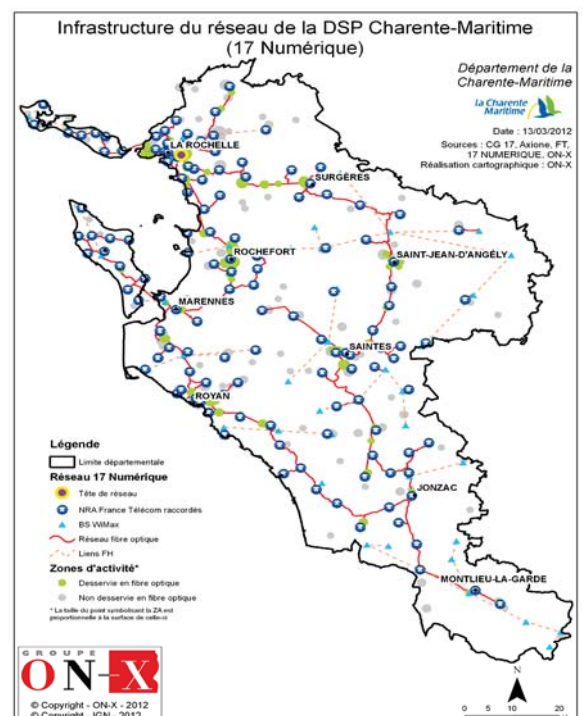 Infrastructure du réseau de la DSP Charente-Maritime
(17 Numérique)
Département de la
Charente-Maritime
la Charente
Maritime
Date : 13/03/2012
Sources : CG 17, Axione, FT,
17 NUMERIQUE, ON-X
Réalisation cartographique : ON-X
LA ROCHELLE
SURGÈRES
ROCHEFORT
SAINT-JEAN-D'ANGÉLY
MARENNES
SAINTES
ROYAN
JONZAC
MONTLIEU-LA-GARDE
Légende
Limite départementale
Réseau 17 Numérique
Tête de réseau
NRA France Télécom raccordés
BS WiMax
Réseau fibre optique
Liens FH
Zones d'activité*
Desservie en fibre optique
Non desservie en fibre optique
* La taille du point symbolisant la ZA est
proportionnelle à la surface de celle-ci
GROUPE
ON-X
© Copyright - ON-X - 2012
© Copyright - IGN - 2012
N
0 5 10 20